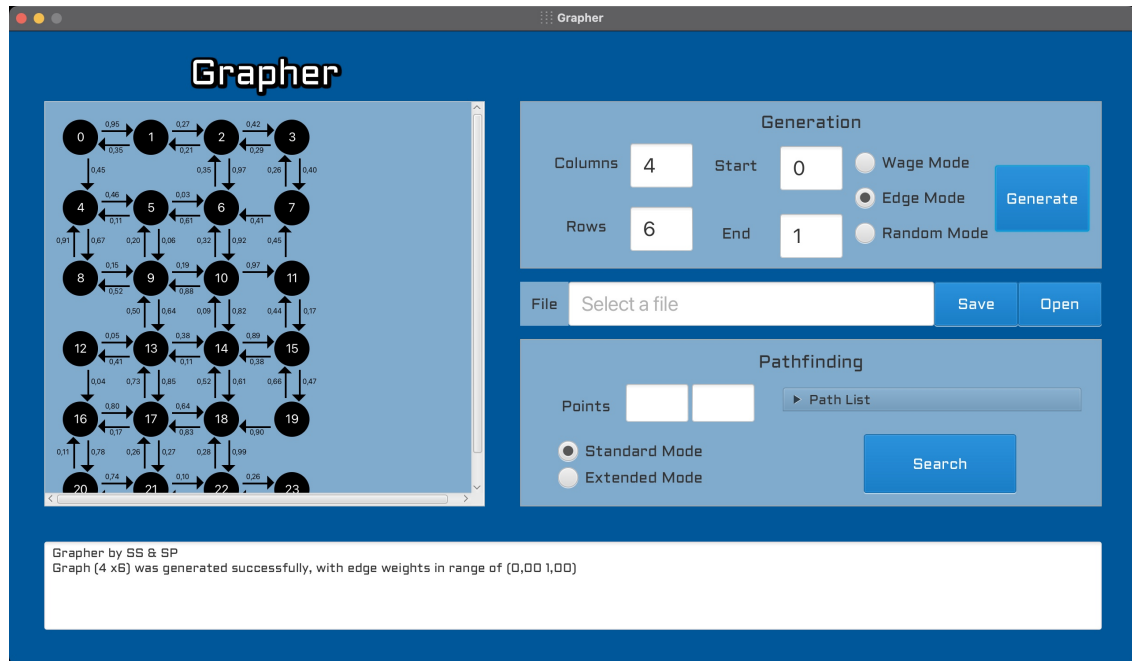 Grapher
Grapher
0,95 0,27 0,42
0 1 2 3
0,35 0,21 0,29
0,45 0,35 0,97 0,26 0,40
0,46 0,03
4 5 6 7
0,11 0,61 0,41
0,91 0,67 0,20 0,06 0,32 0,92 0,45
0,15 0,19 0,97
8 9 10 11
0,52 0,88
0,50 0,64 0,09 0,82 0,44 0,17
0,05 0,38 0,89
12 13 14 15
0,41 0,11 0,38
0,04 0,73 0,85 0,52 0,61 0,66 0,47
0,80 0,64
16 17 18 19
0,17 0,83 0,90
0,11 0,78 0,26 0,27 0,28 0,99
0,74 0,10 0,26
20 21 22 23
Generation
Columns 4 Start 0 Wage Mode
Edge Mode Generate
Rows 6 End 1 Random Mode
File Select a file Save Open
Pathfinding
Points Path List
Standard Mode
Extended Mode
Search
Grapher by SS & SP
Graph (4 x6) was generated successfully, with edge weights in range of (0,00 1,00)